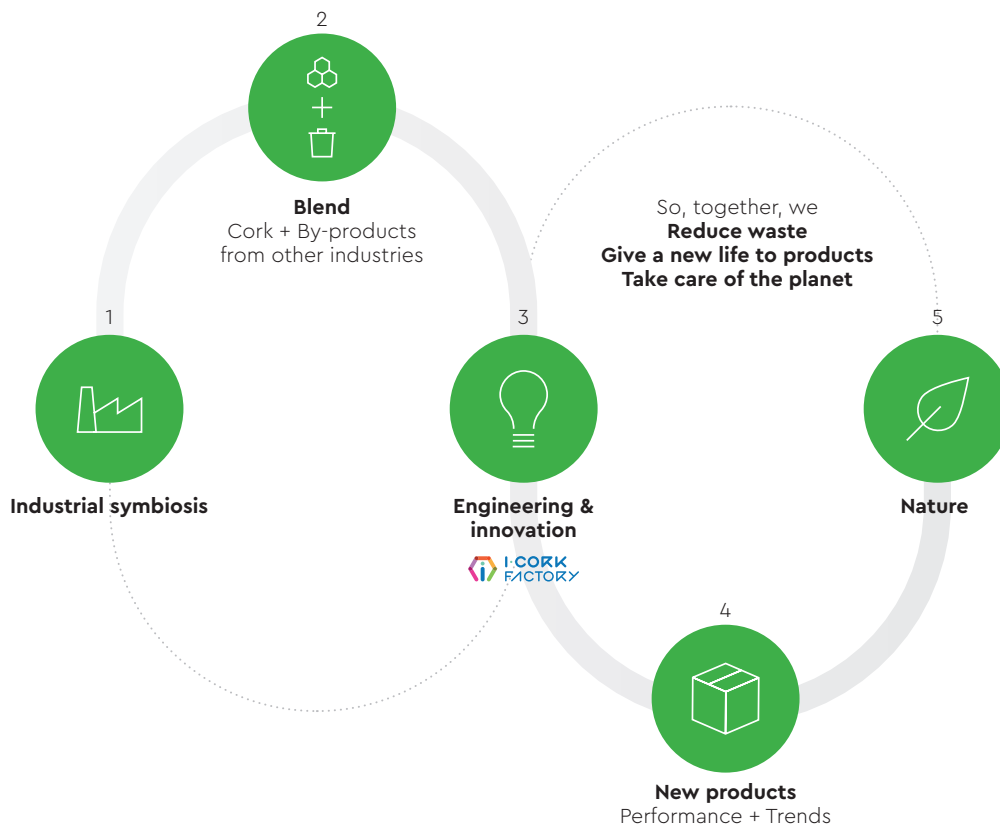 1
Industrial symbiosis
2
Blend
Cork + By-products
from other industries
3
Engineering &
innovation
I·CORK
FACTORY
4
New products
Performance + Trends
5
Nature
So, together, we
Reduce waste
Give a new life to products
Take care of the planet